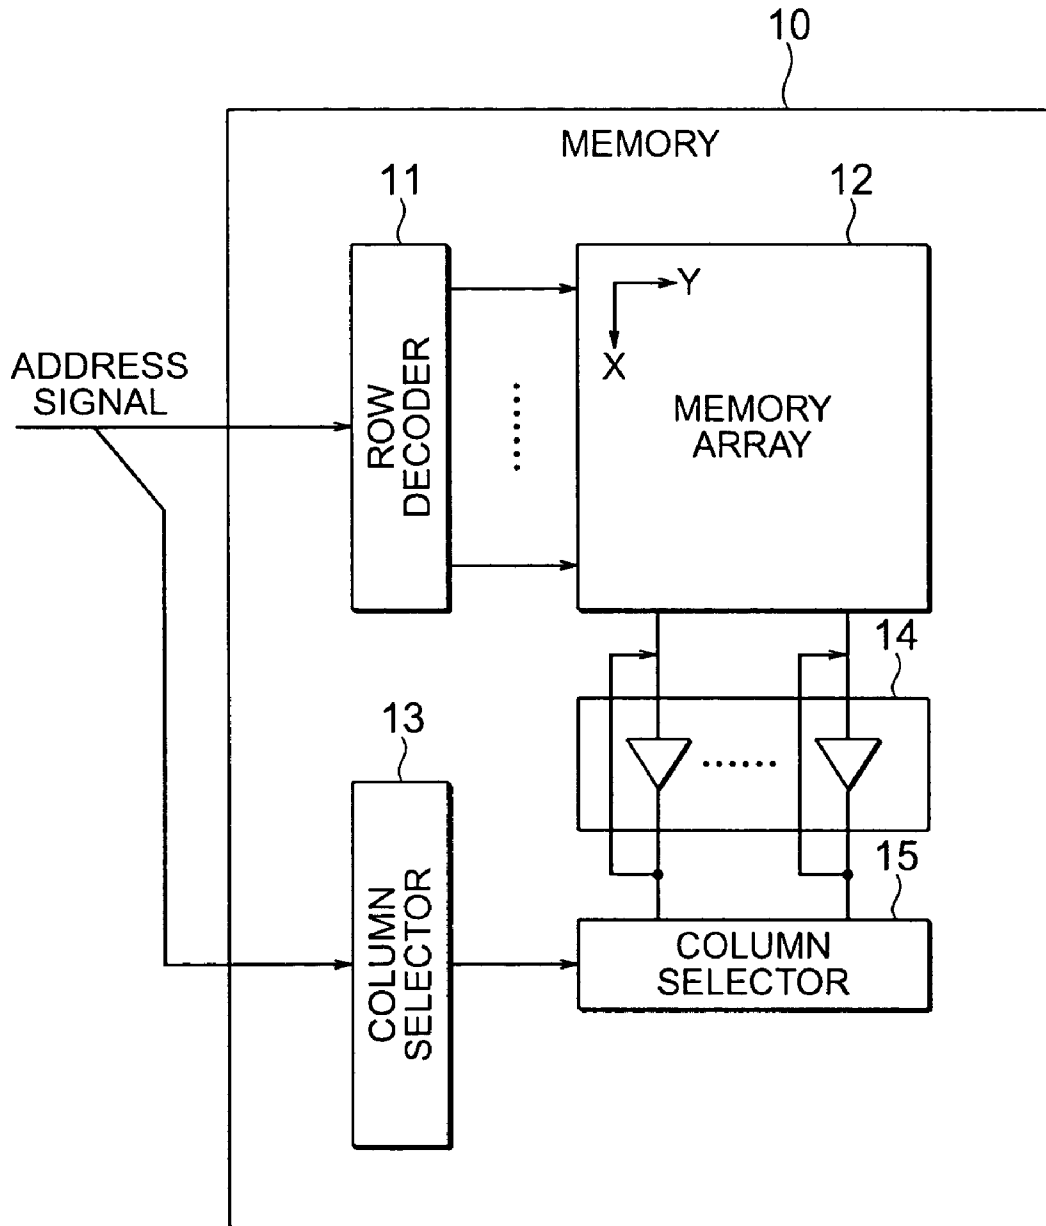 10
MEMORY
11
12
Y
X
ADDRESS
SIGNAL
ROW
DECODER
MEMORY
ARRAY
14
13
15
COLUMN
SELECTOR
COLUMN
SELECTOR